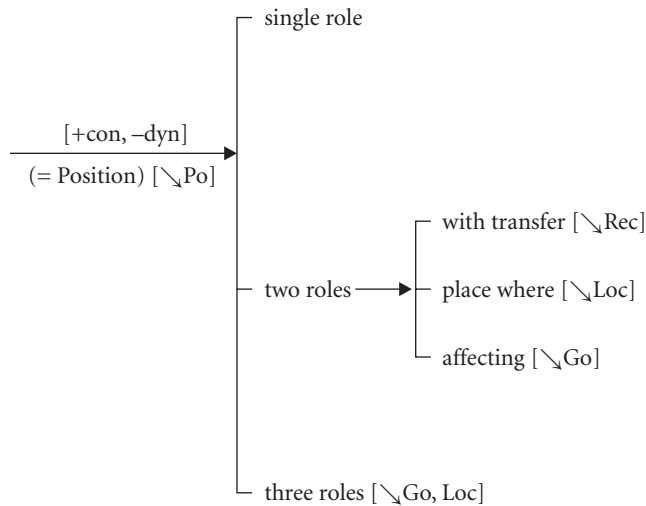 single role
[+con, –dyn]
(= Position) [↘Po]
with transfer [↘Rec]
two roles
place where [↘Loc]
affecting [↘Go]
three roles [↘Go, Loc]